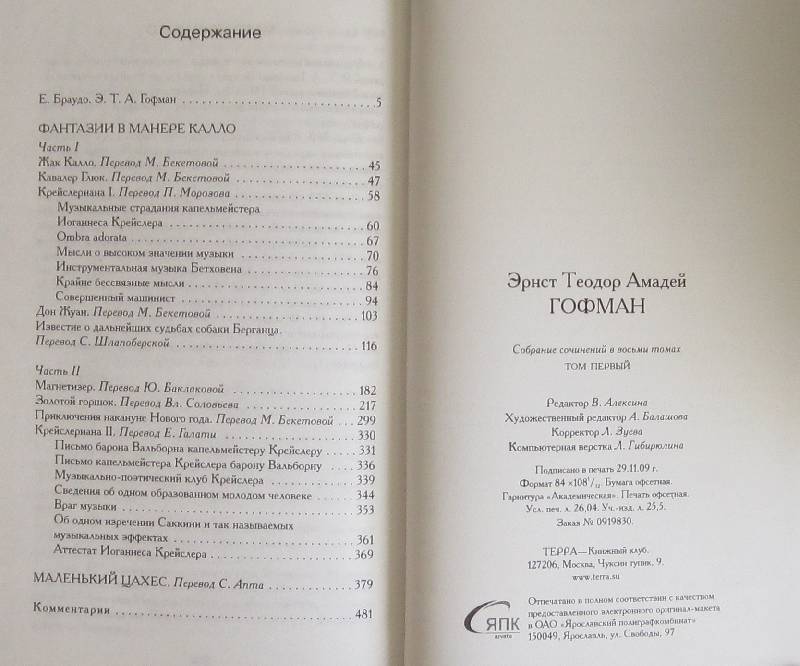 Содержание
Е. Браудо. Э. Т. А. Гофман 5
ФАНТАЗИИ В МАНЕРЕ КАЛЛО
Часть I
Жак Калло. Перевод М. Бекетовой 45
Кавалер Глюк. Перевод М. Бекетовой 47
Крейслериана I. Перевод П. Морозова 58
Музыкальные страдания капельмейстера
Иоганнеса Крейслера 60
Ombra adorata 67
Мысли о высоком значении музыки 70
Инструментальная музыка Бетховена 76
Крайне бессвязные мысли 84
Совершенный машинист 94
Дон Жуан. Перевод М. Бекетовой 103
Известие о дальнейших судьбах собаки Берганца.
Перевод С. Шлапоберской 116
Часть II
Магнетизер. Перевод Ю. Баклаковой 182
Золотой горшок. Перевод Вл. Соловьева 217
Приключения накануне Нового года. Перевод М. Бекетовой 299
Крейслериана II. Перевод Е. Галати 330
Письмо барона Вальборна капельмейстеру Крейслеру 331
Письмо капельмейстера Крейслера барону Вальборну 336
Музыкально-поэтический клуб Крейслера 339
Сведения об одном образованном молодом человеке 344
Враг музыки 353
Об одном изречении Саккини и так называемых
музыкальных эффектах 361
Аттестат Иоганнеса Крейслера 369
МАЛЕНЬКИЙ ЦАХЕС. Перевод С. Апта 379
Комментарии 481
Эрнст Теодор Амадей
ГОФМАН
Собрание сочинений в восьми томах
ТОМ ПЕРВЫЙ
Редактор В. Алексина
Художественный редактор А. Балашова
Корректор Л. Зуева
Компьютерная верстка Л. Гибирюлина
Подписано в печать 29.11.09 г.
Формат 84 ×108 1/32. Бумага офсетная.
Гарнитура «Академическая». Печать офсетная.
Усл. печ. л. 26,04. Уч.-изд. л. 25,5.
Заказ № 0919830.
ТЕРРА—Книжный клуб.
127206, Москва, Чуксин тупик, 9.
www.terra.su
ЯПК
arvato
Отпечатано в полном соответствии с качеством
предоставленного электронного оригинал-макета
в ОАО «Ярославский полиграфкомбинат»
150049, Ярославль, ул. Свободы, 97